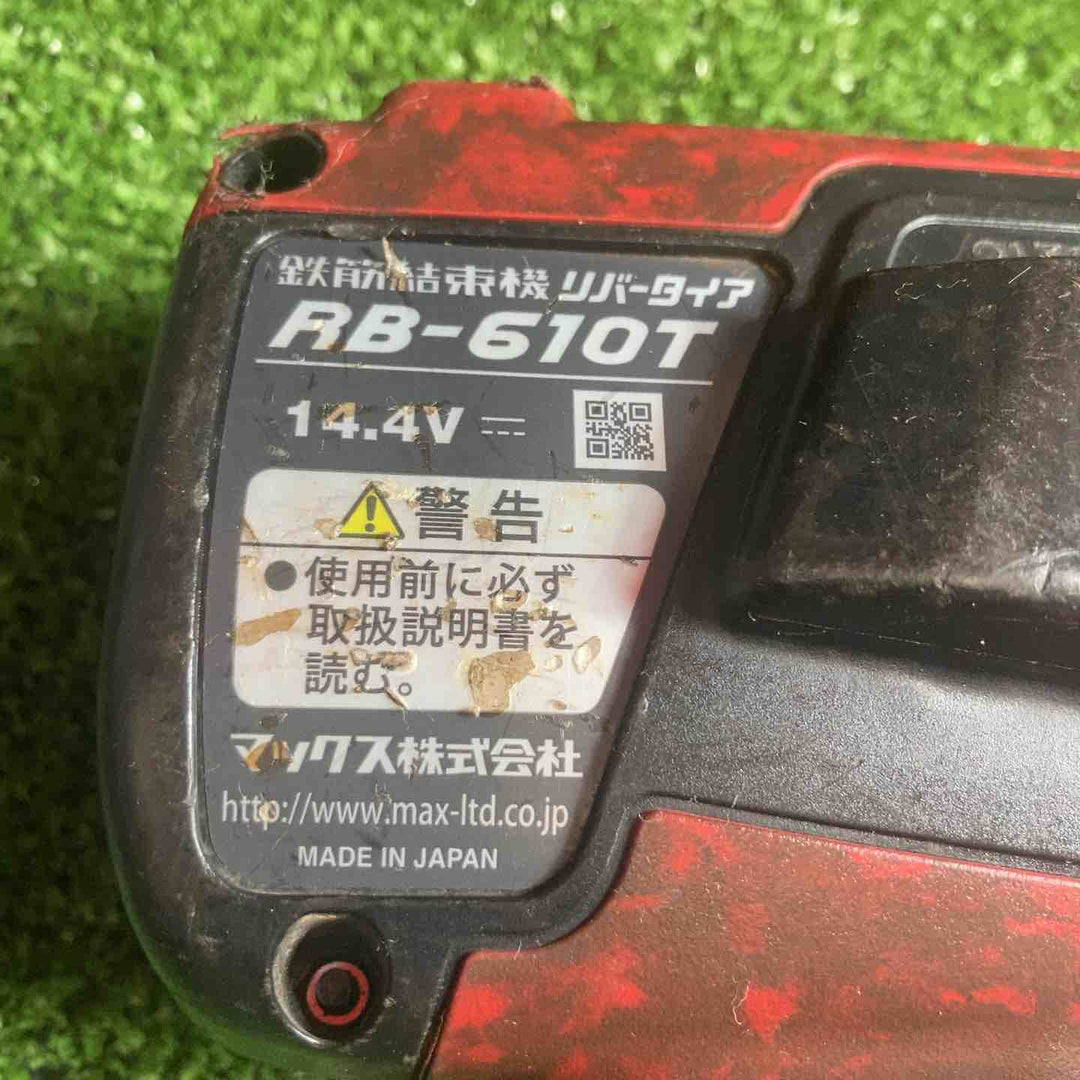 鉄筋結束機 リバータイア
RB-610T
14.4V
警告
●使用前に必ず
取扱説明書を
読む。
マックス株式会社
http://www.max-ltd.co.jp
MADE IN JAPAN